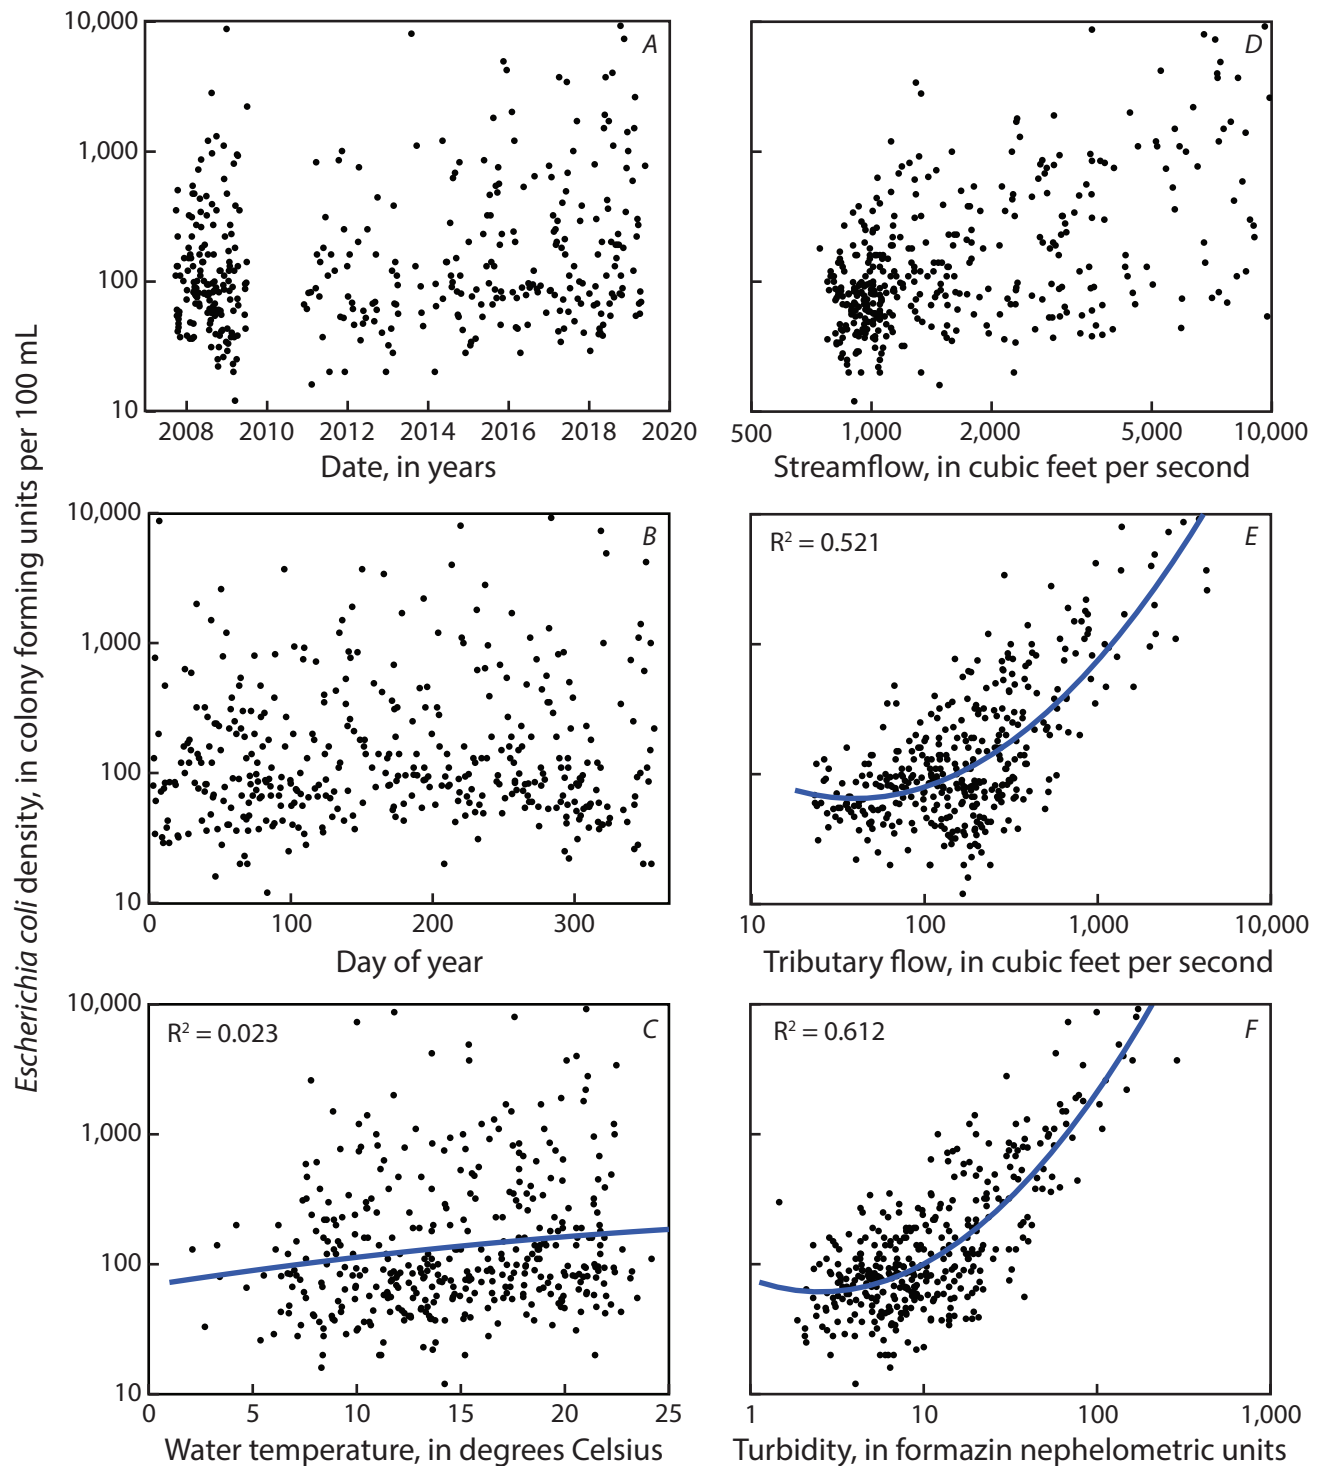 Escherichia coli density, in colony forming units per 100 mL
10,000
1,000
100
10
A
2008 2010 2012 2014 2016 2018 2020
Date, in years
D
500 1,000 2,000 5,000 10,000
Streamflow, in cubic feet per second
10,000
1,000
100
10
B
0 100 200 300
Day of year
R² = 0.521
E
10 100 1,000 10,000
Tributary flow, in cubic feet per second
10,000
1,000
100
10
R² = 0.023
C
0 5 10 15 20 25
Water temperature, in degrees Celsius
R² = 0.612
F
1 10 100 1,000
Turbidity, in formazin nephelometric units